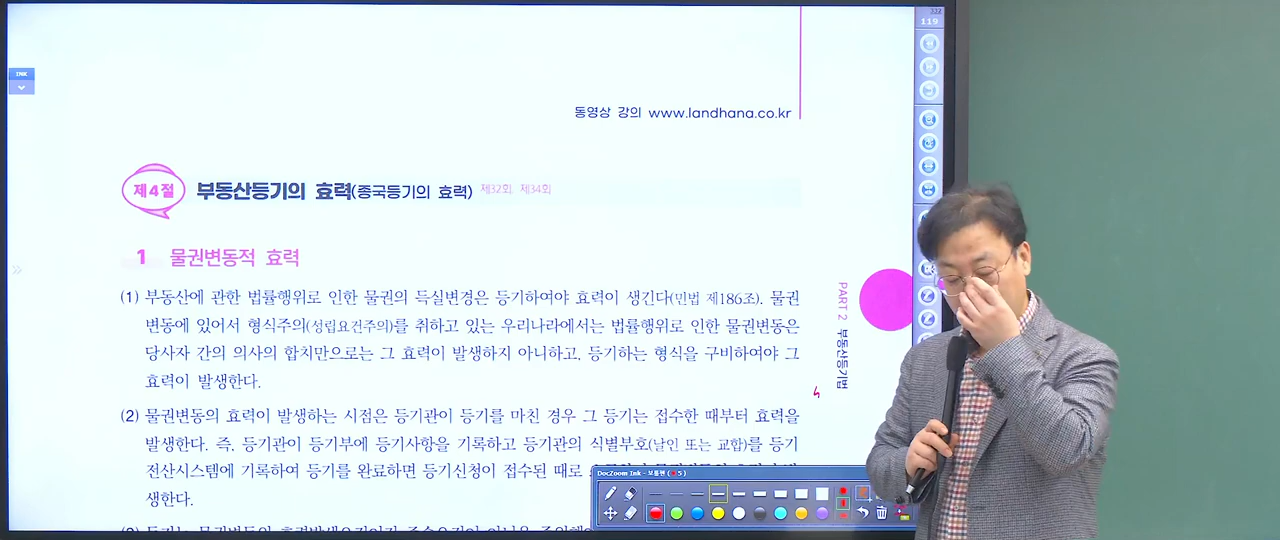 119
INK
동영상 강의 www.landhana.co.kr
제4절 부동산등기의 효력(종국등기의 효력) 제32회, 제34회
1 물권변동적 효력
(1) 부동산에 관한 법률행위로 인한 물권의 득실변경은 등기하여야 효력이 생긴다(민법 제186조). 물권
변동에 있어서 형식주의(성립요건주의)를 취하고 있는 우리나라에서는 법률행위로 인한 물권변동은
당사자 간의 의사의 합치만으로는 그 효력이 발생하지 아니하고, 등기하는 형식을 구비하여야 그
효력이 발생한다.
(2) 물권변동의 효력이 발생하는 시점은 등기관이 등기를 마친 경우 그 등기는 접수한 때부터 효력을
발생한다. 즉, 등기관이 등기부에 등기사항을 기록하고 등기관의 식별부호(날인 또는 교합)를 등기
전산시스템에 기록하여 등기를 완료하면 등기신청이 접수된 때로
생한다.
PART 2 부동산등기법
DocZoom Ink - 보통펜 ( 5 )